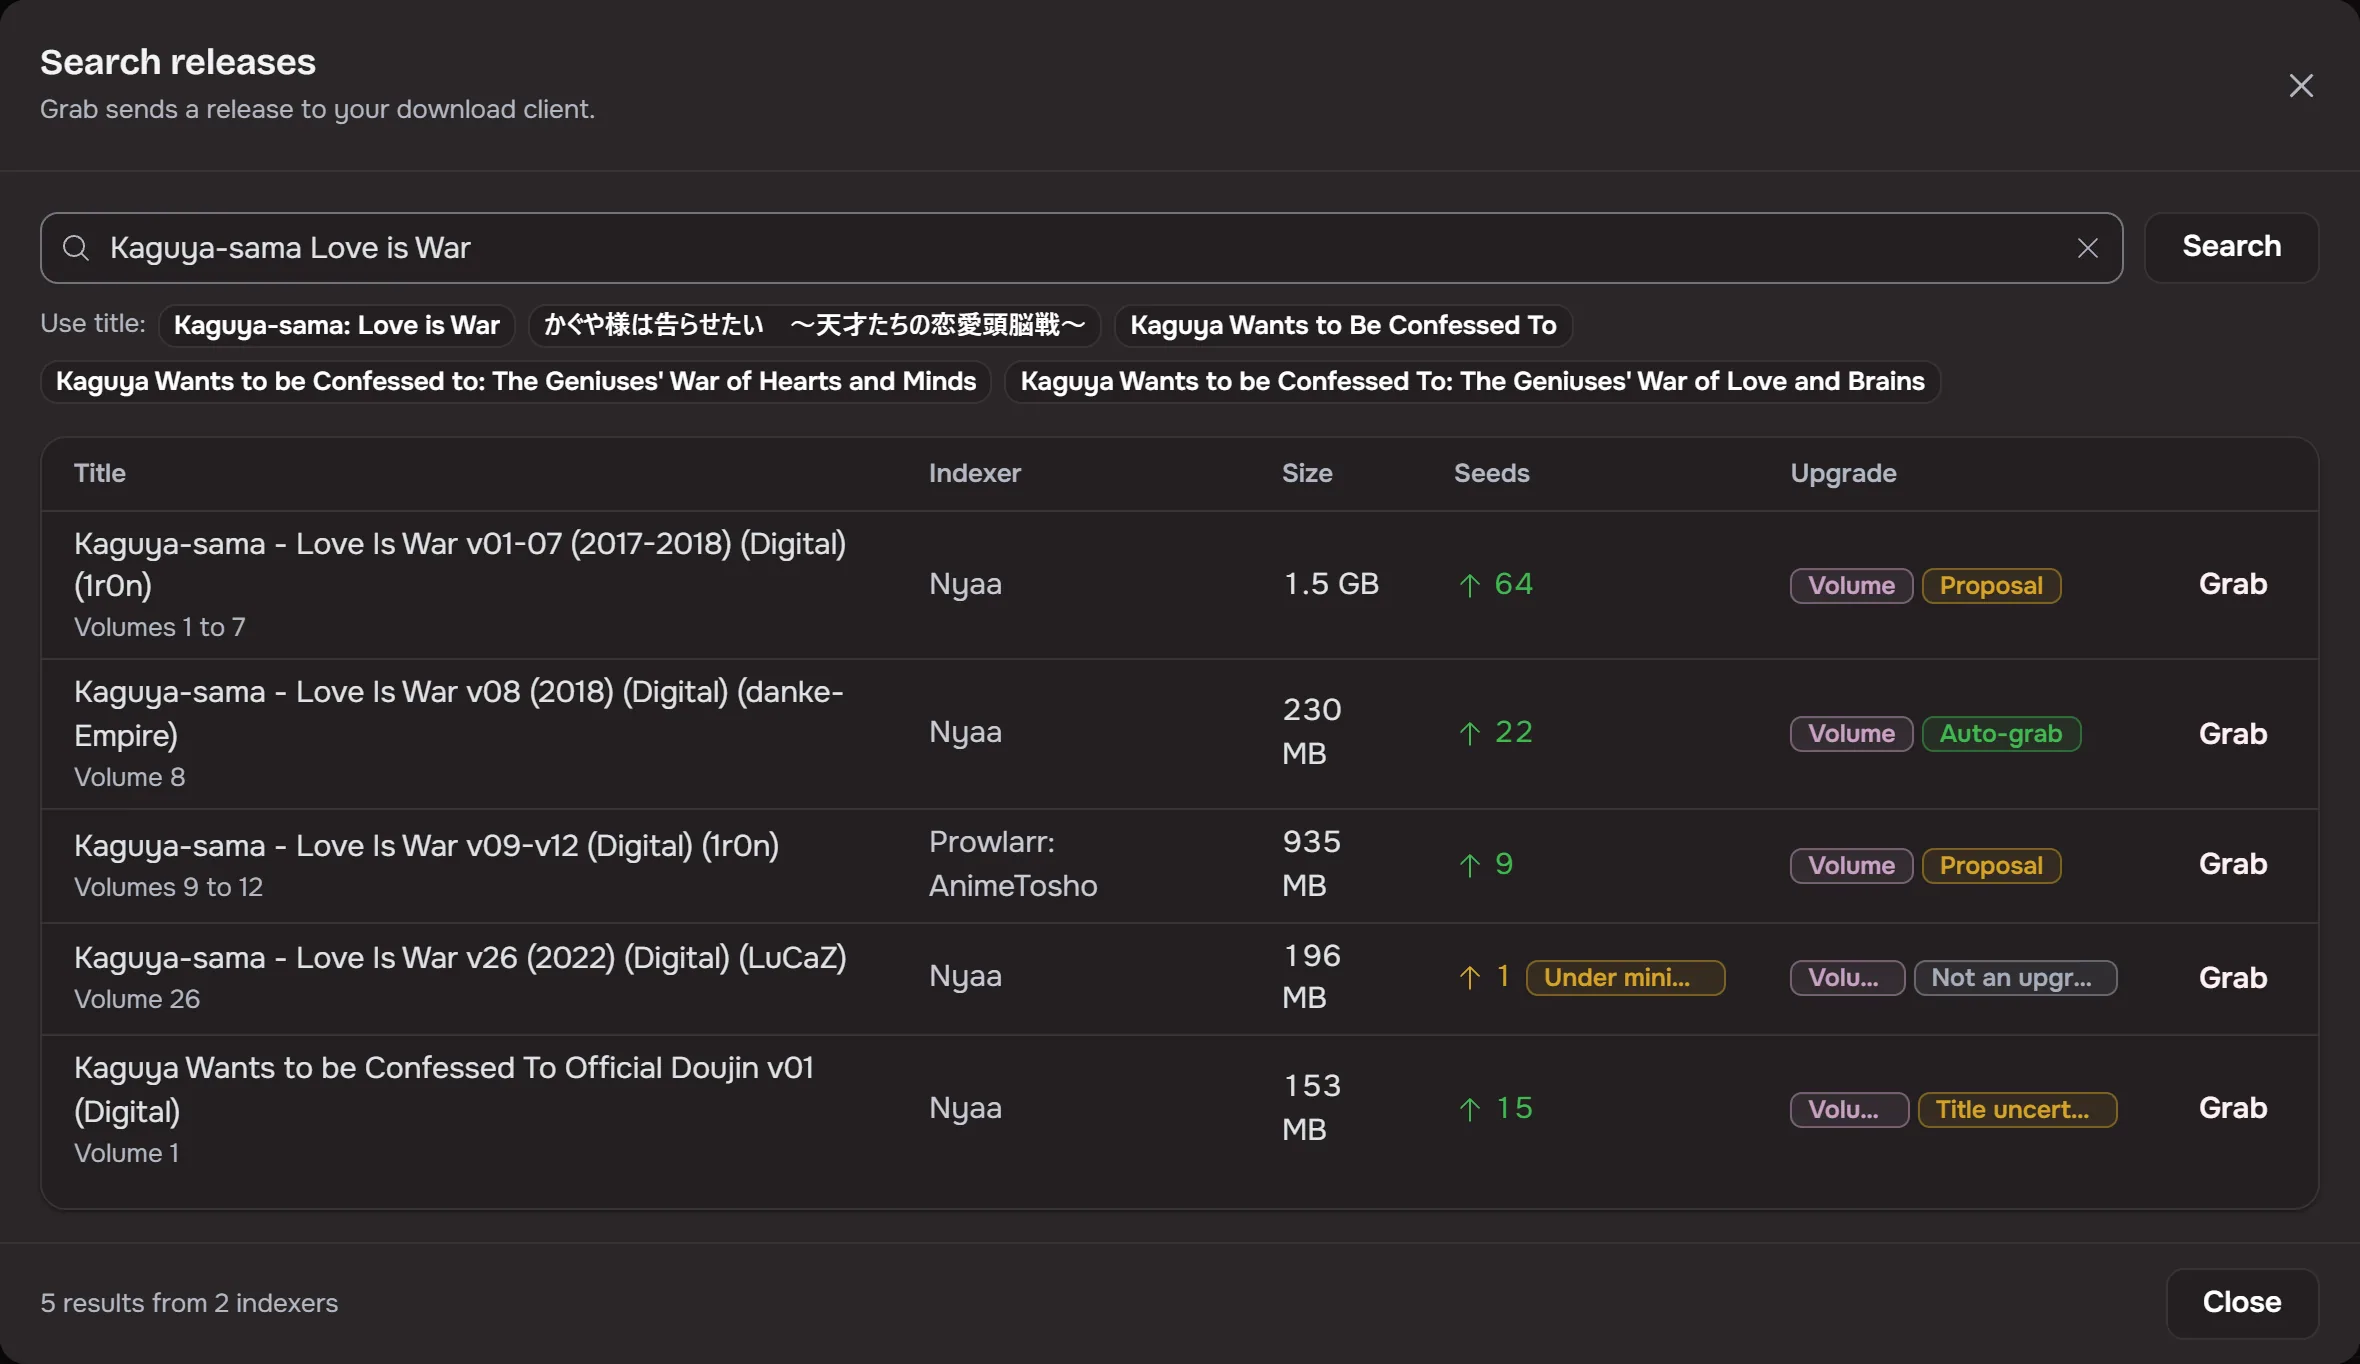 Search releases
Grab sends a release to your download client.
Kaguya-sama Love is War
Search
Use title: Kaguya-sama: Love is War かぐや様は告らせたい　～天才たちの恋愛頭脳戦～ Kaguya Wants to Be Confessed To
Kaguya Wants to be Confessed to: The Geniuses' War of Hearts and Minds Kaguya Wants to be Confessed To: The Geniuses' War of Love and Brains
Title Indexer Size Seeds Upgrade
Kaguya-sama - Love Is War v01-07 (2017-2018) (Digital)
(1r0n)
Volumes 1 to 7
Nyaa
1.5 GB
↑ 64
Volume Proposal
Grab
Kaguya-sama - Love Is War v08 (2018) (Digital) (danke-
Empire)
Volume 8
Nyaa
230
MB
↑ 22
Volume Auto-grab
Grab
Kaguya-sama - Love Is War v09-v12 (Digital) (1r0n)
Volumes 9 to 12
Prowlarr:
AnimeTosho
935
MB
↑ 9
Volume Proposal
Grab
Kaguya-sama - Love Is War v26 (2022) (Digital) (LuCaZ)
Volume 26
Nyaa
196
MB
↑ 1 Under mini...
Volu... Not an upgr...
Grab
Kaguya Wants to be Confessed To Official Doujin v01
(Digital)
Volume 1
Nyaa
153
MB
↑ 15
Volu... Title uncert...
Grab
5 results from 2 indexers
Close